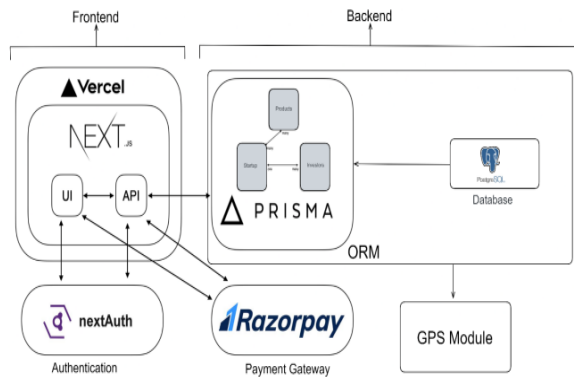 Frontend
Backend
Vercel
NEXT
.JS
UI
API
Products
Startup
Investors
PRISMA
ORM
PostgreSQL
Database
nextAuth
Authentication
Razorpay
Payment Gateway
GPS Module